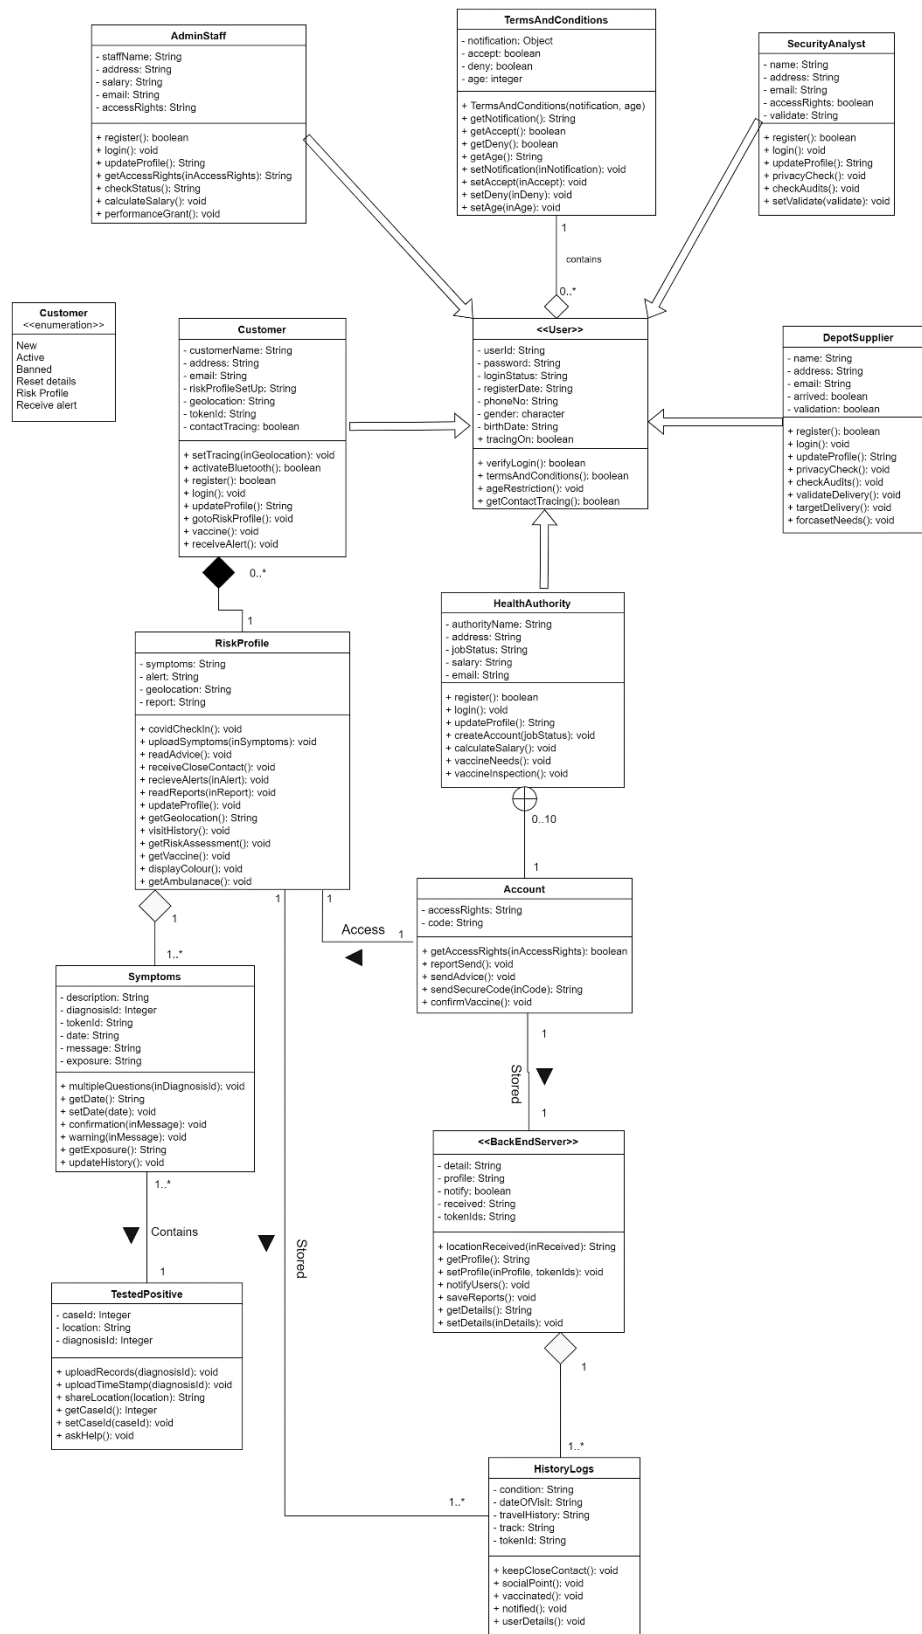 AdminStaff
- staffName: String
- address: String
- salary: String
- email: String
- accessRights: String
+ register(): boolean
+ login(): void
+ updateProfile(): String
+ getAccessRights(inAccessRights): String
+ checkStatus(): String
+ calculateSalary(): void
+ performanceGrant(): void
TermsAndConditions
- notification: Object
- accept: boolean
- deny: boolean
- age: integer
+ TermsAndConditions(notification, age)
+ getNotification(): String
+ getAccept(): boolean
+ getDeny(): boolean
+ getAge(): String
+ setNotification(inNotification): void
+ setAccept(inAccept): void
+ setDeny(inDeny): void
+ setAge(inAge): void
SecurityAnalyst
- name: String
- address: String
- email: String
- accessRights: boolean
- validate: String
+ register(): boolean
+ login(): void
+ updateProfile(): String
+ privacyCheck(): void
+ checkAudits(): void
+ setValidate(validate): void
1
contains
0..*
Customer
<<enumeration>>
New
Active
Banned
Reset details
Risk Profile
Receive alert
Customer
- customerName: String
- address: String
- email: String
- riskProfileSetUp: String
- geolocation: String
- tokenId: String
- contactTracing: boolean
+ setTracing(inGeolocation): void
+ activateBluetooth(): boolean
+ register(): boolean
+ login(): void
+ updateProfile(): String
+ gotoRiskProfile(): void
+ vaccine(): void
+ receiveAlert(): void
<<User>>
- userId: String
- password: String
- loginStatus: String
- registerDate: String
- phoneNo: String
- gender: character
- birthDate: String
+ tracingOn: boolean
+ verifyLogin(): boolean
+ termsAndConditions(): boolean
+ ageRestriction(): void
+ getContactTracing(): boolean
DepotSupplier
- name: String
- address: String
- email: String
- arrived: boolean
- validation: boolean
+ register(): boolean
+ login(): void
+ updateProfile(): String
+ privacyCheck(): void
+ checkAudits(): void
+ validateDelivery(): void
+ targetDelivery(): void
+ forcasetNeeds(): void
0..*
1
RiskProfile
- symptoms: String
- alert: String
- geolocation: String
- report: String
+ covidCheckIn(): void
+ uploadSymptoms(inSymptoms): void
+ readAdvice(): void
+ receiveCloseContact(): void
+ recieveAlerts(inAlert): void
+ readReports(inReport): void
+ updateProfile(): void
+ getGeolocation(): String
+ visitHistory(): void
+ getRiskAssessment(): void
+ getVaccine(): void
+ displayColour(): void
+ getAmbulanace(): void
HealthAuthority
- authorityName: String
- address: String
- jobStatus: String
- salary: String
- email: String
+ register(): boolean
+ login(): void
+ updateProfile(): String
+ createAccount(jobStatus): void
+ calculateSalary(): void
+ vaccineNeeds(): void
+ vaccineInspection(): void
0..10
1
Account
- accessRights: String
- code: String
+ getAccessRights(inAccessRights): boolean
+ reportSend(): void
+ sendAdvice(): void
+ sendSecureCode(inCode): String
+ confirmVaccine(): void
1
1
Access
1
1
1..*
Symptoms
- description: String
- diagnosisId: Integer
- tokenId: String
- date: String
- message: String
- exposure: String
+ multipleQuestions(inDiagnosisId): void
+ getDate(): String
+ setDate(date): void
+ confirmation(inMessage): void
+ warning(inMessage): void
+ getExposure(): String
+ updateHistory(): void
1
Stored
1
<<BackEndServer>>
- detail: String
- profile: String
- notify: boolean
- received: String
- tokenIds: String
+ locationReceived(inReceived): String
+ getProfile(): String
+ setProfile(inProfile, tokenIds): void
+ notifyUsers(): void
+ saveReports(): void
+ getDetails(): String
+ setDetails(inDetails): void
1..*
Contains
1
Stored
TestedPositive
- caseId: Integer
- location: String
- diagnosisId: Integer
+ uploadRecords(diagnosisId): void
+ uploadTimeStamp(diagnosisId): void
+ shareLocation(location): String
+ getCaseId(): Integer
+ setCaseId(caseId): void
+ askHelp(): void
1
1..*
1..*
HistoryLogs
- condition: String
- dateOfVisit: String
- travelHistory: String
- track: String
- tokenId: String
+ keepCloseContact(): void
+ socialPoint(): void
+ vaccinated(): void
+ notified(): void
+ userDetails(): void